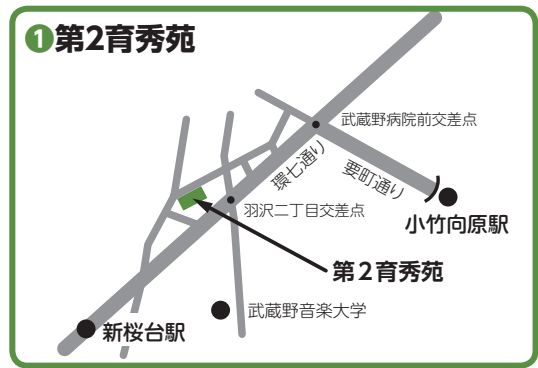 ❶第2育秀苑
武蔵野病院前交差点
環七通り
要町通り
羽沢二丁目交差点
小竹向原駅
第2育秀苑
武蔵野音楽大学
新桜台駅